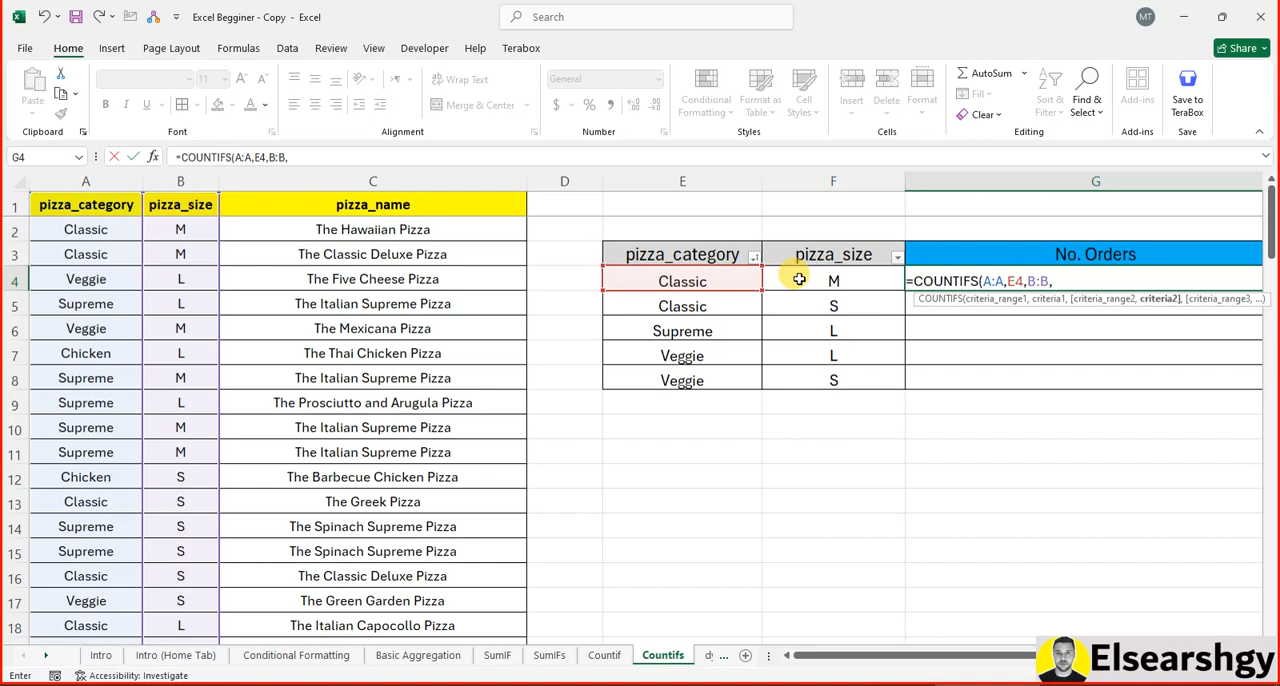 Excel Begginer - Copy - Excel
Search
MT
File Home Insert Page Layout Formulas Data Review View Developer Help Terabox
Share
Paste
11
Wrap Text
Merge & Center
General
Conditional Formatting
Format as Table
Cell Styles
Insert
Delete
Format
AutoSum
Fill
Clear
Sort & Filter
Find & Select
Add-ins
Save to TeraBox
Clipboard Font Alignment Number Styles Cells Editing Add-ins Save
G4 fx =COUNTIFS(A:A,E4,B:B,
A B C D E F G
1 pizza_category pizza_size pizza_name
2 Classic M The Hawaiian Pizza
3 Classic M The Classic Deluxe Pizza pizza_category pizza_size No. Orders
4 Veggie L The Five Cheese Pizza Classic M =COUNTIFS(A:A,E4,B:B,
COUNTIFS(criteria_range1, criteria1, [criteria_range2, criteria2], [criteria_range3, ...)
5 Supreme L The Italian Supreme Pizza Classic S
6 Veggie M The Mexicana Pizza Supreme L
7 Chicken L The Thai Chicken Pizza Veggie L
8 Supreme M The Italian Supreme Pizza Veggie S
9 Supreme L The Prosciutto and Arugula Pizza
10 Supreme M The Italian Supreme Pizza
11 Supreme M The Italian Supreme Pizza
12 Chicken S The Barbecue Chicken Pizza
13 Classic S The Greek Pizza
14 Supreme S The Spinach Supreme Pizza
15 Supreme S The Spinach Supreme Pizza
16 Classic S The Classic Deluxe Pizza
17 Veggie S The Green Garden Pizza
18 Classic L The Italian Capocollo Pizza
Intro Intro (Home Tab) Conditional Formatting Basic Aggregation SumIF SumIFs Countif Countifs dy ...
Enter Accessibility: Investigate
Elsearshgy